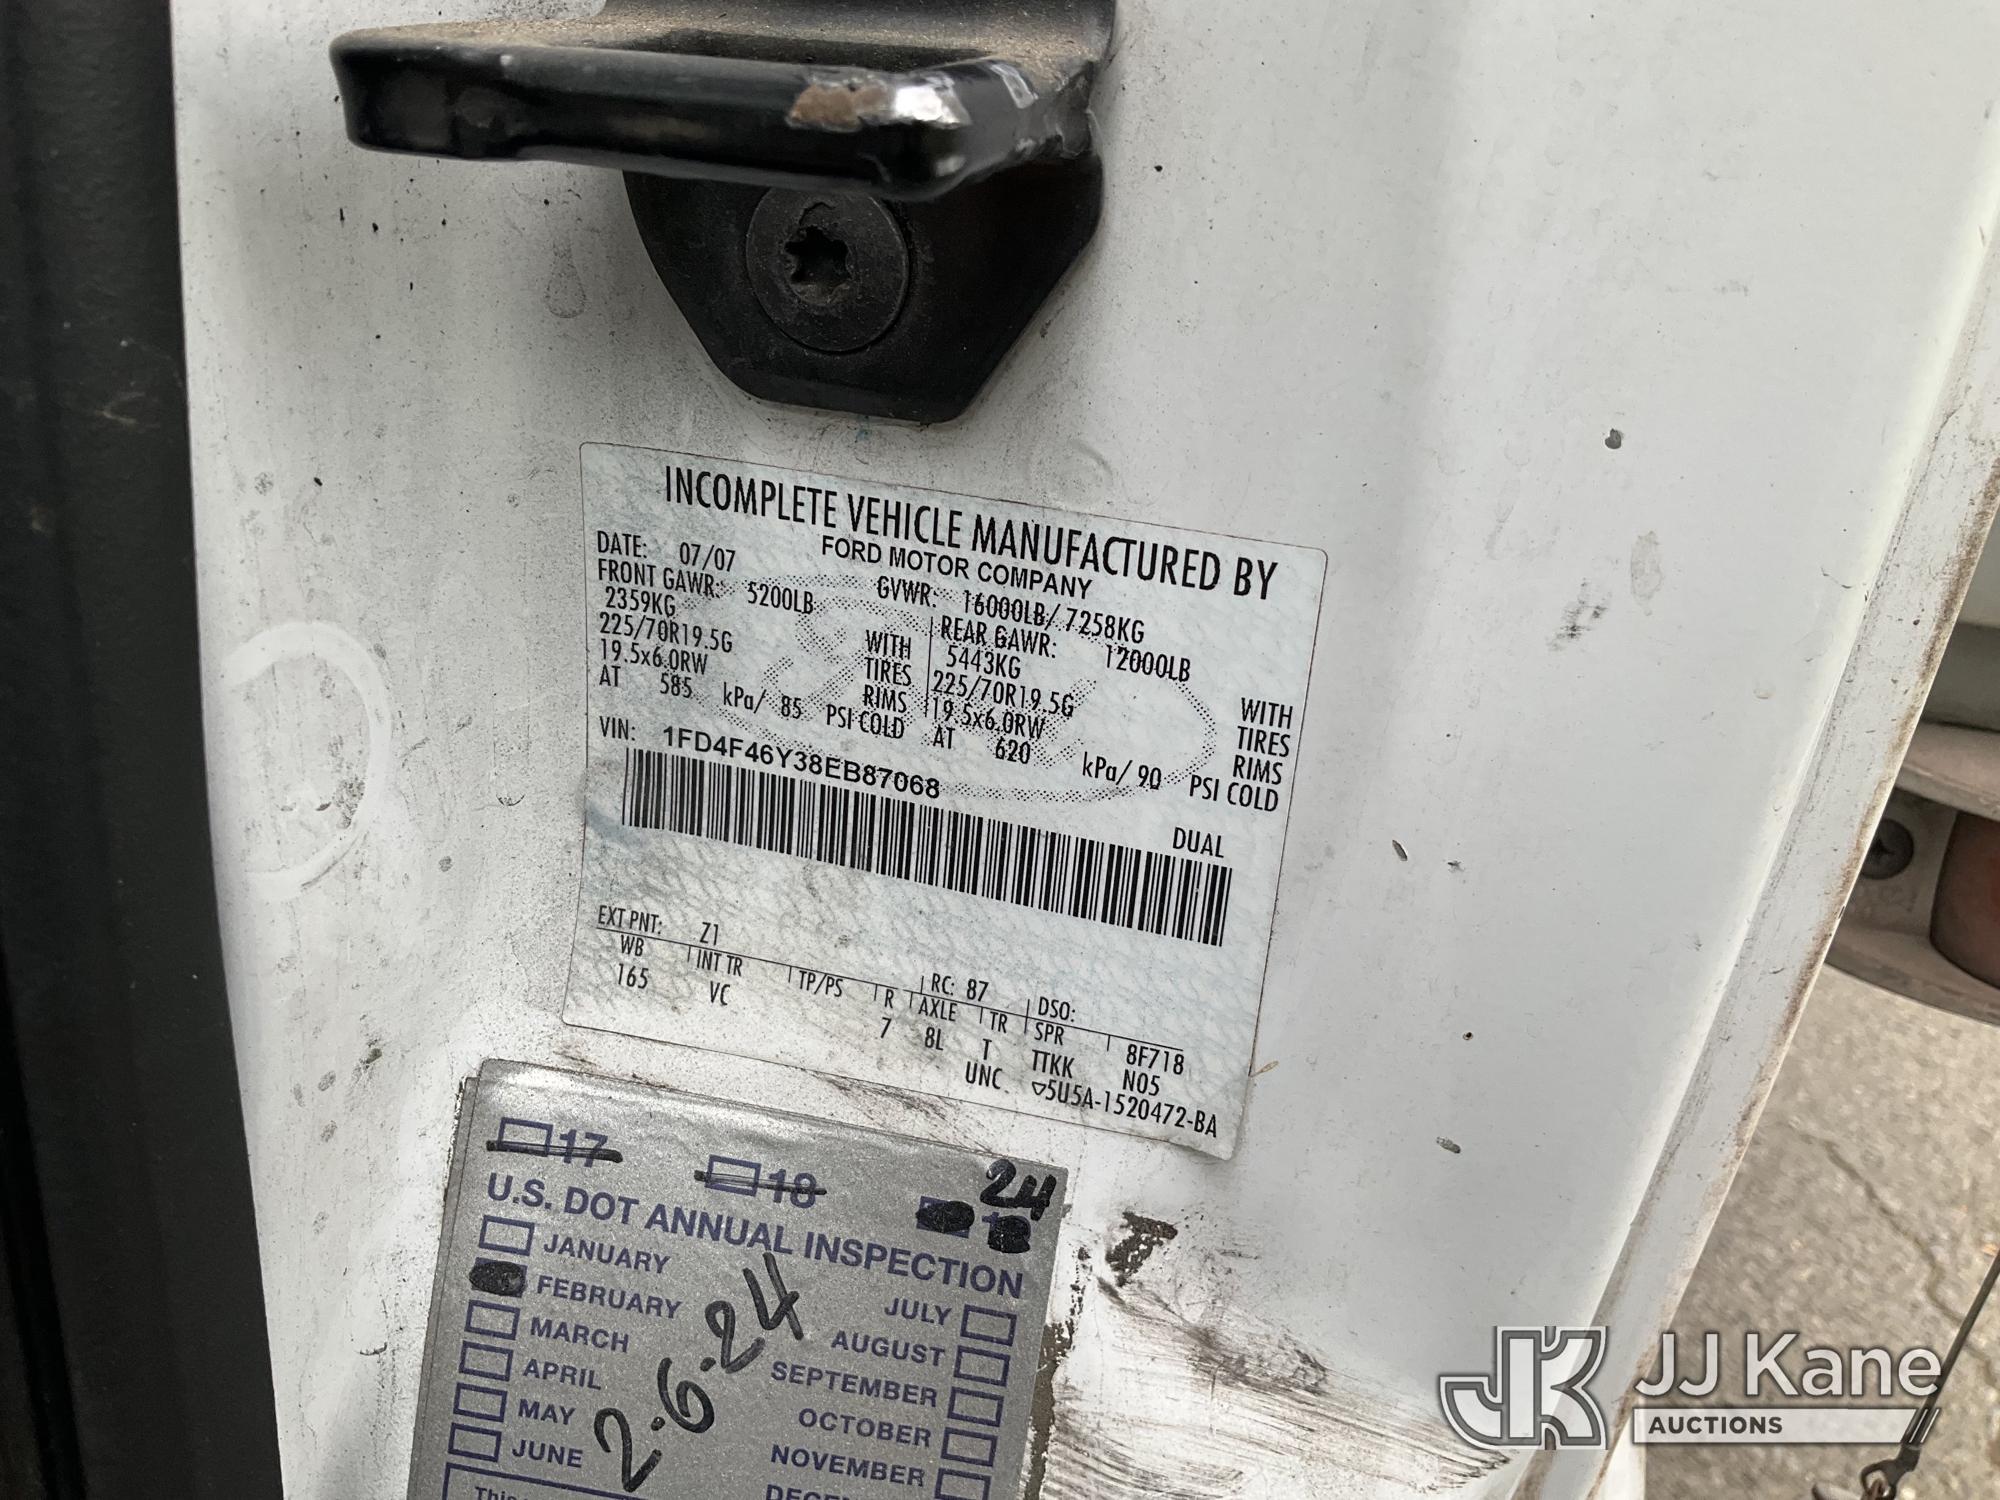 INCOMPLETE VEHICLE MANUFACTURED BY
FORD MOTOR COMPANY
DATE: 07/07 GVWR: 16000LB/ 7258KG
FRONT GAWR: 5200LB REAR GAWR: 12000LB
2359KG WITH 5443KG WITH
225/70R19.5G TIRES 225/70R19.5G TIRES
19.5x6.0RW RIMS 19.5x6.0RW RIMS
AT 585 kPa/ 85 PSI COLD AT 620 kPa/ 90 PSI COLD
VIN: 1FD4F46Y38EB87068
DUAL
EXT PNT: Z1 RC: 87 DSO:
WB INT TR TP/PS R AXLE TR SPR 8F718
165 VC 7 8L T TTKK N05
UNC ▽5U5A-1520472-BA
17 18 24
U.S. DOT ANNUAL INSPECTION
JANUARY JULY
FEBRUARY AUGUST
MARCH SEPTEMBER
APRIL OCTOBER
MAY NOVEMBER
JUNE
2.6.24
This
JK JJ Kane
AUCTIONS